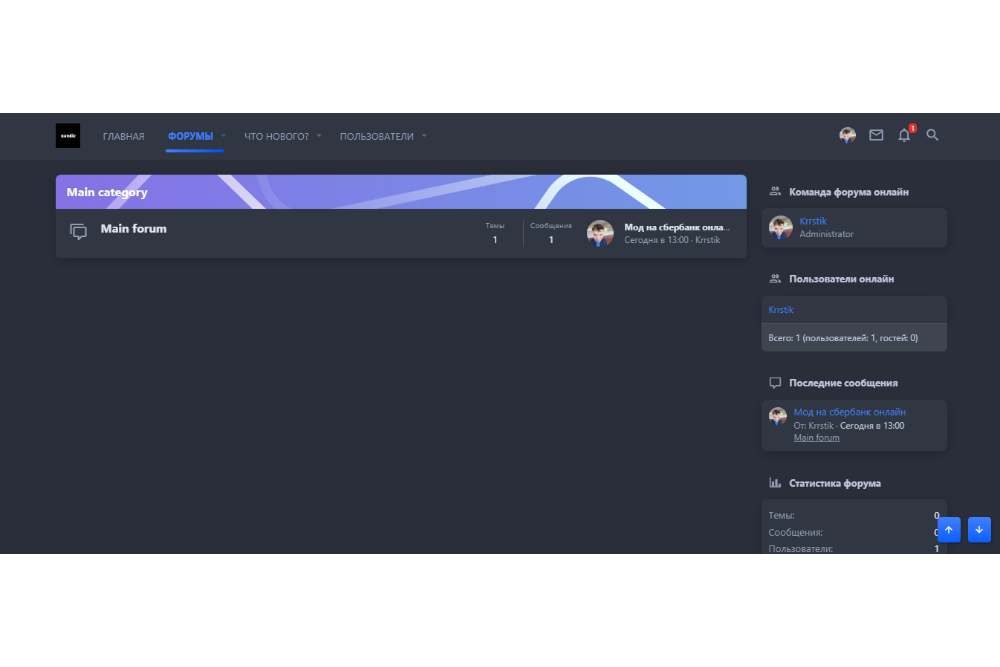 ГЛАВНАЯ ФОРУМЫ ЧТО НОВОГО? ПОЛЬЗОВАТЕЛИ 1
Main category
Main forum
Темы
1
Сообщения
1
Мод на сбербанк онла...
Сегодня в 13:00 · Krrstik
Команда форума онлайн
Krrstik
Administrator
Пользователи онлайн
Krrstik
Всего: 1 (пользователей: 1, гостей: 0)
Последние сообщения
Мод на сбербанк онлайн
От: Krrstik · Сегодня в 13:00
Main forum
Статистика форума
Темы: 0
Сообщения: 0
Пользователи: 1